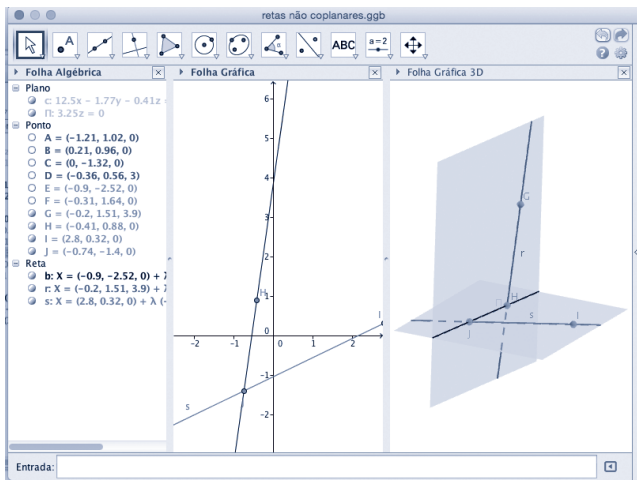 retas não coplanares.ggb
A
ABC
a=2
Folha Algébrica
Plano
c: 12.5x – 1.77y – 0.41z
Π: 3.25z = 0
Ponto
A = (–1.21, 1.02, 0)
B = (0.21, 0.96, 0)
C = (0, –1.32, 0)
D = (–0.36, 0.56, 3)
E = (–0.9, –2.52, 0)
F = (–0.31, 1.64, 0)
G = (–0.2, 1.51, 3.9)
H = (–0.41, 0.88, 0)
I = (2.8, 0.32, 0)
J = (–0.74, –1.4, 0)
Reta
b: X = (–0.9, –2.52, 0) + λ
r: X = (–0.2, 1.51, 3.9) +
s: X = (2.8, 0.32, 0) + λ (–
Folha Gráfica
6
5
4
3
2
1
0
-1
-2
-2 -1 0 1 2
H
I
s
Folha Gráfica 3D
G
r
H
s
I
J
Entrada: